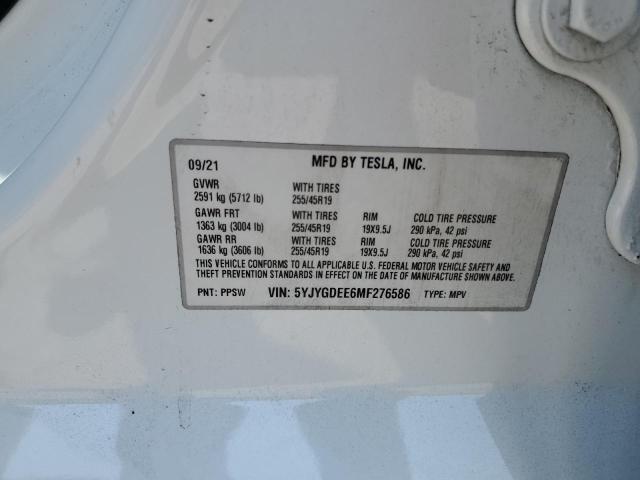 09/21 MFD BY TESLA, INC.
GVWR WITH TIRES
2591 kg (5712 lb) 255/45R19
GAWR FRT WITH TIRES RIM COLD TIRE PRESSURE
1363 kg (3004 lb) 255/45R19 19X9.5J 290 kPa, 42 psi
GAWR RR WITH TIRES RIM COLD TIRE PRESSURE
1636 kg (3606 lb) 255/45R19 19X9.5J 290 kPa, 42 psi
THIS VEHICLE CONFORMS TO ALL APPLICABLE U.S. FEDERAL MOTOR VEHICLE SAFETY AND
THEFT PREVENTION STANDARDS IN EFFECT ON THE DATE OF MANUFACTURE SHOWN ABOVE.
PNT: PPSW VIN: 5YJYGDEE6MF276586 TYPE: MPV